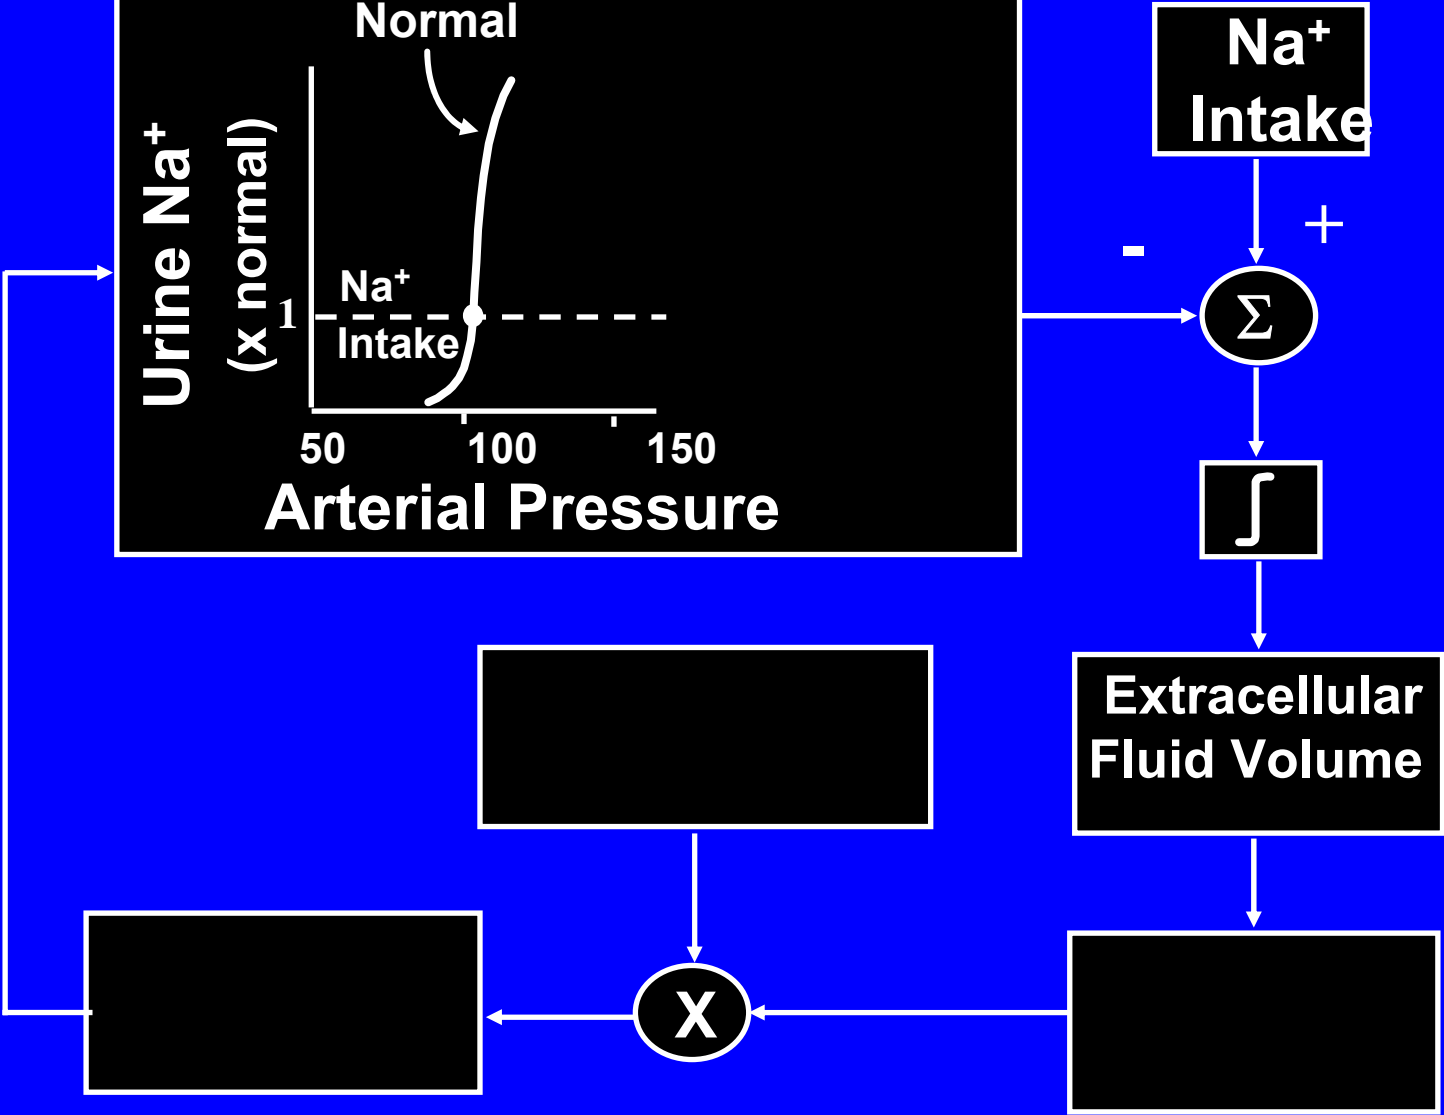 Normal
Na⁺
Intake
Urine Na⁺
(x normal)
Na⁺
1
Intake
50 100 150
Arterial Pressure
-
+
Σ
∫
Extracellular
Fluid Volume
X